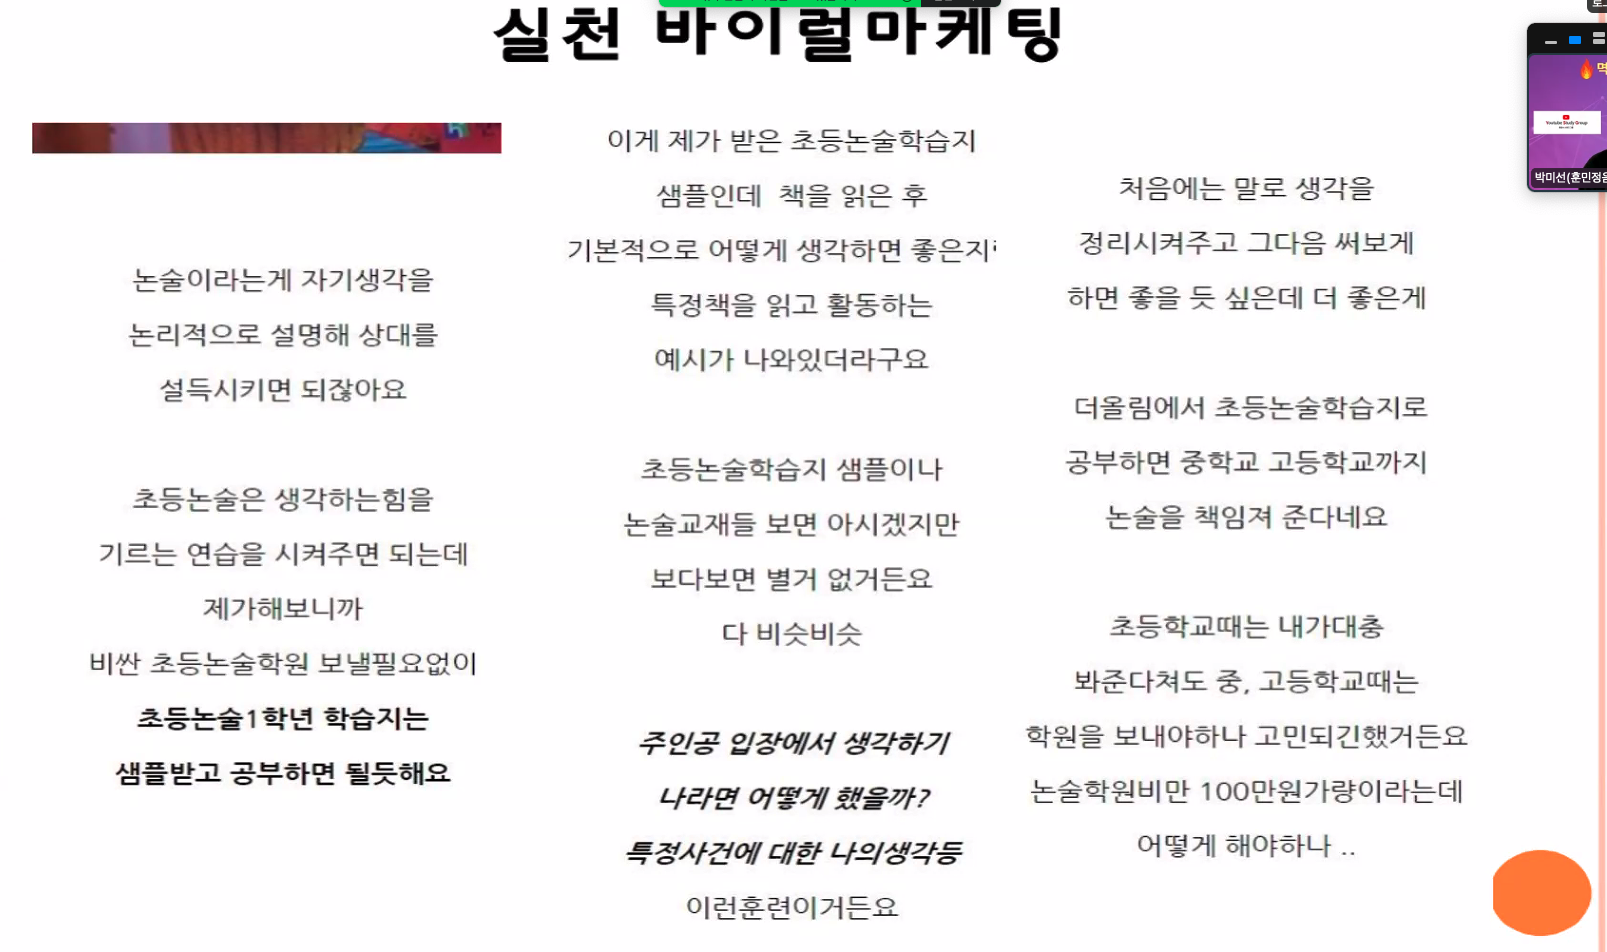 실천 바이럴마케팅
논술이라는게 자기생각을
논리적으로 설명해 상대를
설득시키면 되잖아요
초등논술은 생각하는힘을
기르는 연습을 시켜주면 되는데
제가해보니까
비싼 초등논술학원 보낼필요없이
초등논술1학년 학습지는
샘플받고 공부하면 될듯해요
이게 제가 받은 초등논술학습지
샘플인데 책을 읽은 후
기본적으로 어떻게 생각하면 좋은지
특정책을 읽고 활동하는
예시가 나와있더라구요
초등논술학습지 샘플이나
논술교재들 보면 아시겠지만
보다보면 별거 없거든요
다 비슷비슷
주인공 입장에서 생각하기
나라면 어떻게 했을까?
특정사건에 대한 나의생각등
이런훈련이거든요
처음에는 말로 생각을
정리시켜주고 그다음 써보게
하면 좋을 듯 싶은데 더 좋은게
더올림에서 초등논술학습지로
공부하면 중학교 고등학교까지
논술을 책임져 준다네요
초등학교때는 내가대충
봐준다쳐도 중, 고등학교때는
학원을 보내야하나 고민되긴했거든요
논술학원비만 100만원가량이라는데
어떻게 해야하나 ..
Youtube Study Group
박미선(훈민정음